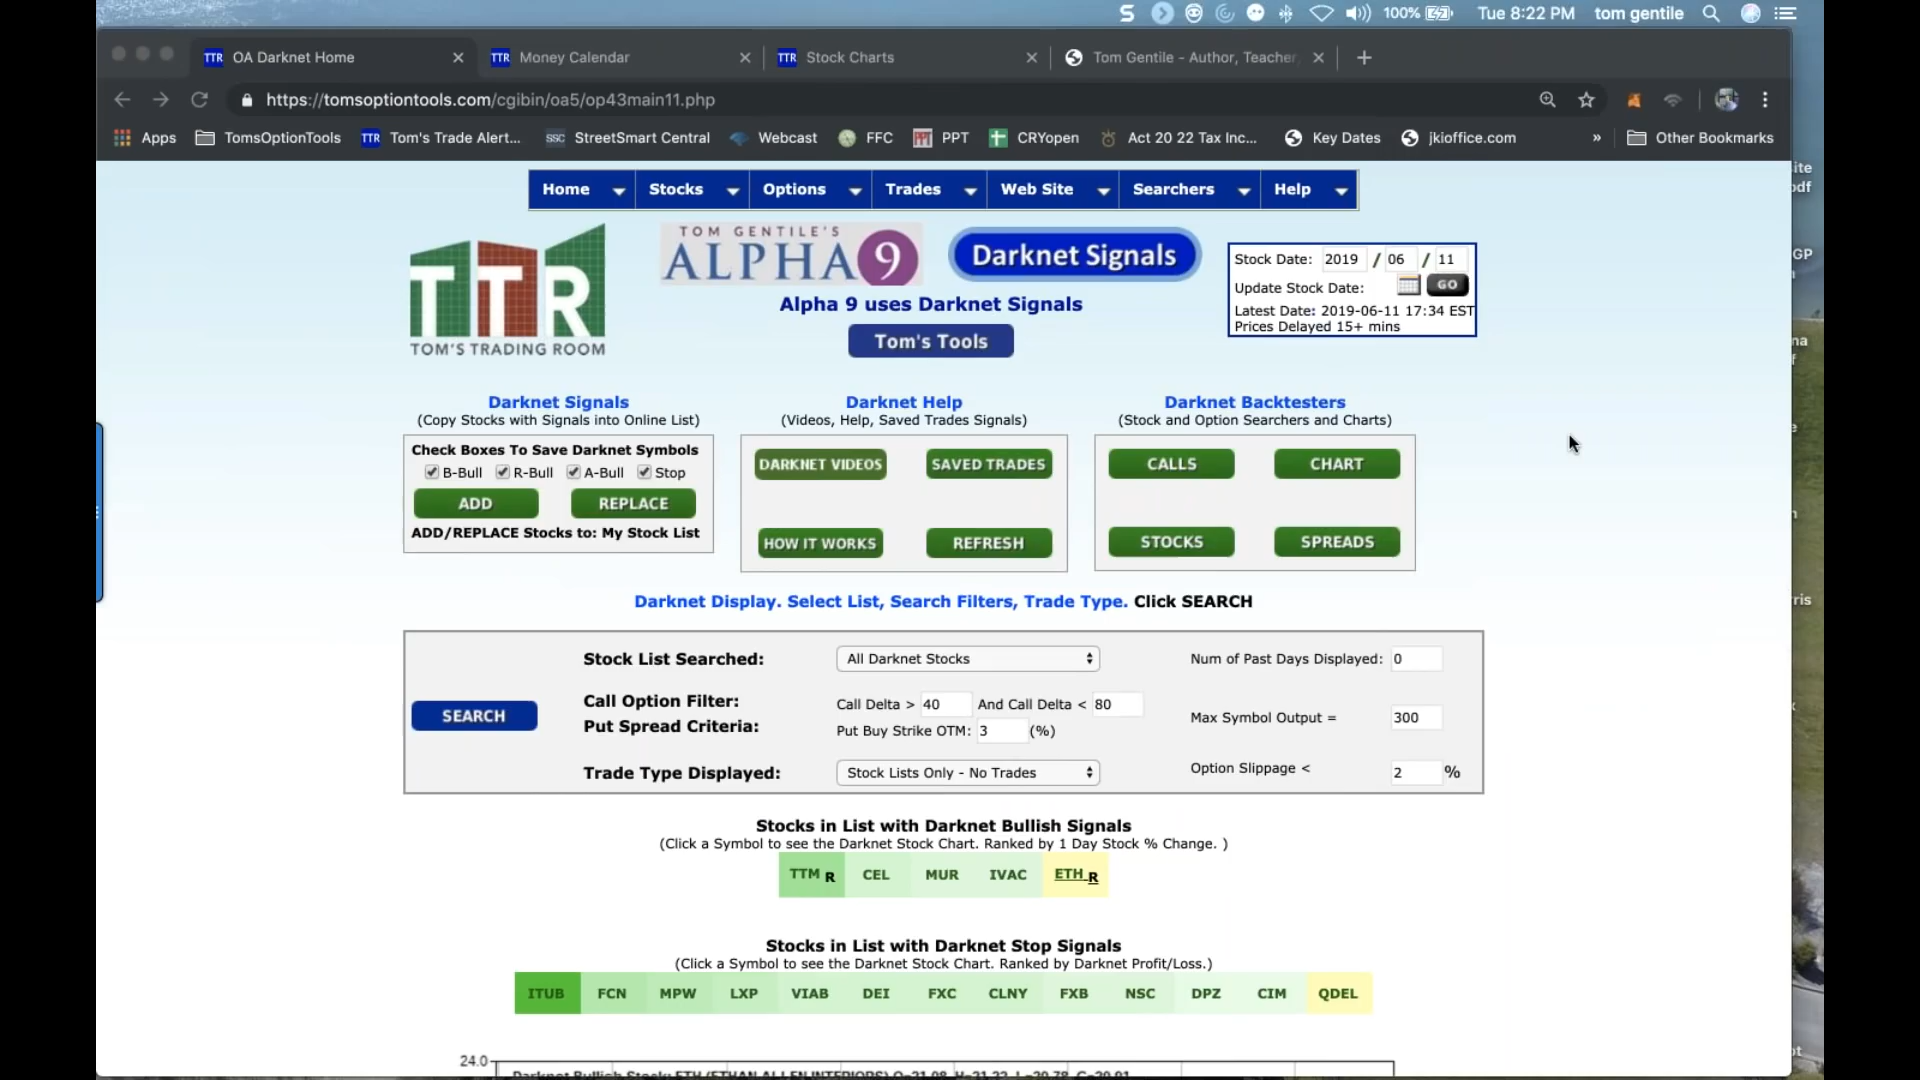 100% Tue 8:22 PM tom gentile
TTR OA Darknet Home TTR Money Calendar TTR Stock Charts Tom Gentile - Author, Teacher,
https://tomsoptiontools.com/cgibin/oa5/op43main11.php
Apps TomsOptionTools TTR Tom's Trade Alert... SSC StreetSmart Central Webcast FFC PPT CRYopen Act 20 22 Tax Inc... Key Dates jkioffice.com » Other Bookmarks
Home Stocks Options Trades Web Site Searchers Help
TTR
TOM'S TRADING ROOM
TOM GENTILE'S
ALPHA 9
Darknet Signals
Alpha 9 uses Darknet Signals
Tom's Tools
Stock Date: 2019 / 06 / 11
Update Stock Date: GO
Latest Date: 2019-06-11 17:34 EST
Prices Delayed 15+ mins
Darknet Signals
(Copy Stocks with Signals into Online List)
Check Boxes To Save Darknet Symbols
B-Bull R-Bull A-Bull Stop
ADD REPLACE
ADD/REPLACE Stocks to: My Stock List
Darknet Help
(Videos, Help, Saved Trades Signals)
DARKNET VIDEOS SAVED TRADES
HOW IT WORKS REFRESH
Darknet Backtesters
(Stock and Option Searchers and Charts)
CALLS CHART
STOCKS SPREADS
Darknet Display. Select List, Search Filters, Trade Type. Click SEARCH
SEARCH
Stock List Searched: All Darknet Stocks Num of Past Days Displayed: 0
Call Option Filter: Call Delta > 40 And Call Delta < 80
Put Spread Criteria: Put Buy Strike OTM: 3 (%)
Max Symbol Output = 300
Trade Type Displayed: Stock Lists Only - No Trades Option Slippage < 2 %
Stocks in List with Darknet Bullish Signals
(Click a Symbol to see the Darknet Stock Chart. Ranked by 1 Day Stock % Change. )
TTM R CEL MUR IVAC ETH R
Stocks in List with Darknet Stop Signals
(Click a Symbol to see the Darknet Stock Chart. Ranked by Darknet Profit/Loss.)
ITUB FCN MPW LXP VIAB DEI FXC CLNY FXB NSC DPZ CIM QDEL
24.0
Darknet Bullish Stock: ETH (ETHAN ALLEN INTERIORS)